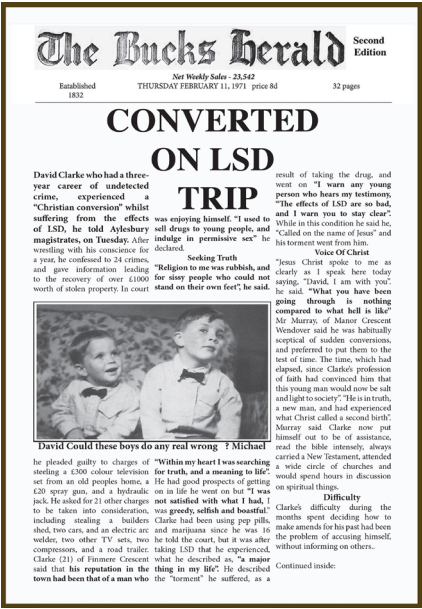 The Bucks Herald
Second
Edition
Net Weekly Sales - 23,542
Eatablished
1832
THURSDAY FEBRUARY 11, 1971 price 8d
32 pages
CONVERTED
ON LSD
TRIP
David Clarke who had a three-
year career of undetected
crime, experienced a
“Christian conversion” whilst
suffering from the effects
of LSD, he told Aylesbury
magistrates, on Tuesday. After
wrestling with his conscience for
a year, he confessed to 24 crimes,
and gave information leading
to the recovery of over £1000
worth of stolen property. In court
was enjoying himself. “I used to
sell drugs to young people, and
indulge in permissive sex” he
declared.
Seeking Truth
“Religion to me was rubbish, and
for sissy people who could not
stand on their own feet”, he said.
David Could these boys do any real wrong ? Michael
he pleaded guilty to charges of
steeling a £300 colour television
set from an old peoples home, a
£20 spray gun, and a hydraulic
jack. He asked for 21 other charges
to be taken into consideration,
including stealing a builders
shed, two cars, and an electric arc
welder, two other TV sets, two
compressors, and a road trailer.
Clarke (21) of Finmere Crescent
said that his reputation in the
town had been that of a man who
“Within my heart I was searching
for truth, and a meaning to life”.
He had good prospects of getting
on in life he went on but “I was
not satisfied with what I had, I
was greedy, selfish and boastful.”
Clarke had been using pep pills,
and marijuana since he was 16
he told the court, but it was after
taking LSD that he experienced,
what he described as, “a major
thing in my life”. He described
the “torment” he suffered, as a
result of taking the drug, and
went on “I warn any young
person who hears my testimony,
“The effects of LSD are so bad,
and I warn you to stay clear”.
While in this condition he said he,
“Called on the name of Jesus” and
his torment went from him.
Voice Of Christ
“Jesus Christ spoke to me as
clearly as I speak here today
saying, “David, I am with you”.
he said. “What you have been
going through is nothing
compared to what hell is like”
Mr Murray, of Manor Crescent
Wendover said he was habitually
sceptical of sudden conversions,
and preferred to put them to the
test of time. The time, which had
elapsed, since Clarke’s profession
of faith had convinced him that
this young man would now be salt
and light to society”. “He is in truth,
a new man, and had experienced
what Christ called a second birth”.
Murray said Clarke now put
himself out to be of assistance,
read the bible intensely, always
carried a New Testament, attended
a wide circle of churches and
would spend hours in discussion
on spiritual things.
Difficulty
Clarke’s difficulty during the
months spent deciding how to
make amends for his past had been
the problem of accusing himself,
without informing on others..
Continued inside: